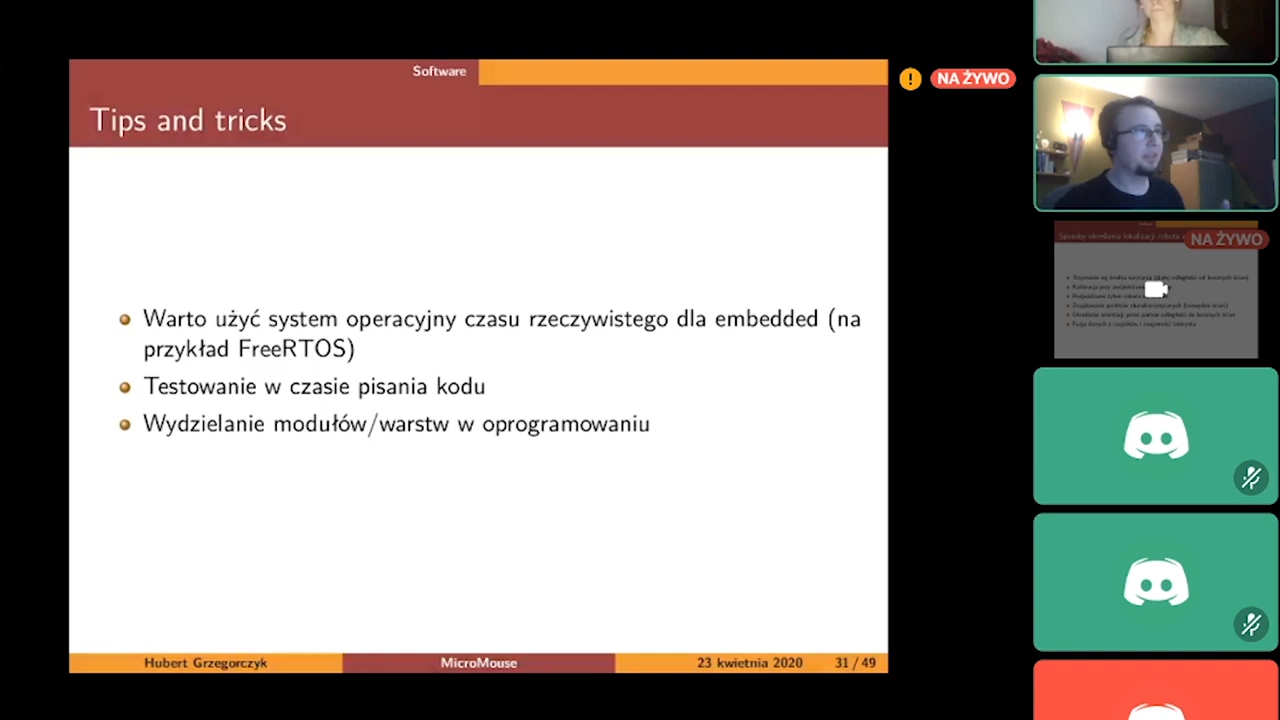 Software
Tips and tricks
Warto użyć system operacyjny czasu rzeczywistego dla embedded (na
przykład FreeRTOS)
Testowanie w czasie pisania kodu
Wydzielanie modułów/warstw w oprogramowaniu
Hubert Grzegorczyk
MicroMouse
23 kwietnia 2020
31 / 49
NA ŻYWO
NA ŻYWO